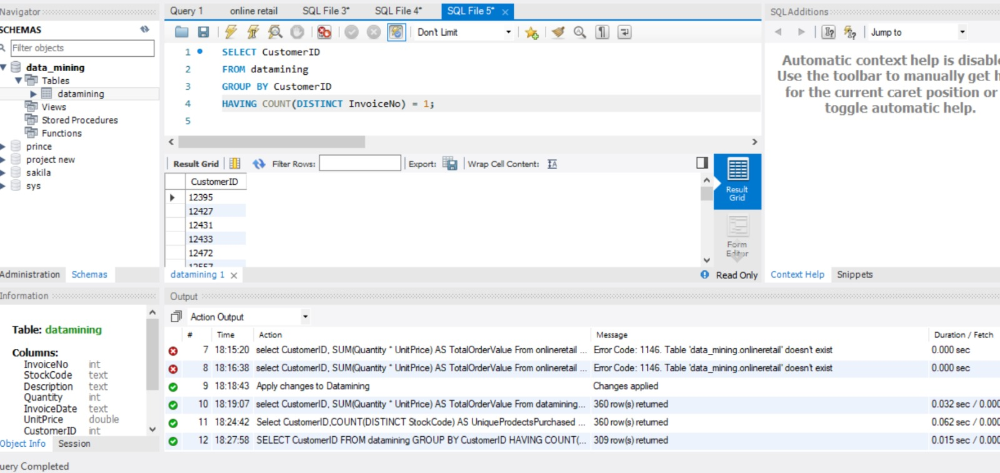 Navigator
SCHEMAS
Filter objects
data_mining
Tables
datamining
Views
Stored Procedures
Functions
prince
project new
sakila
sys
Administration Schemas
Information
Table: datamining
Columns:
InvoiceNo int
StockCode text
Description text
Quantity int
InvoiceDate text
UnitPrice double
CustomerID int
Object Info Session
uery Completed
Query 1 online retail SQL File 3* SQL File 4* SQL File 5*
Don't Limit
1 SELECT CustomerID
2 FROM datamining
3 GROUP BY CustomerID
4 HAVING COUNT(DISTINCT InvoiceNo) = 1;
5
Result Grid Filter Rows: Export: Wrap Cell Content:
CustomerID
12395
12427
12431
12433
12472
12557
Result
Grid
Form
Editor
datamining 1 Read Only
SQLAdditions
Jump to
Automatic context help is disable
Use the toolbar to manually get h
for the current caret position or
toggle automatic help.
Context Help Snippets
Output
Action Output
# Time Action Message Duration / Fetch
7 18:15:20 select CustomerID, SUM(Quantity * UnitPrice) AS TotalOrderValue From onlineretail ... Error Code: 1146. Table 'data_mining.onlineretail' doesn't exist 0.000 sec
8 18:16:38 select CustomerID, SUM(Quantity * UnitPrice) AS TotalOrderValue From onlineretail ... Error Code: 1146. Table 'data_mining.onlineretail' doesn't exist 0.000 sec
9 18:18:43 Apply changes to Datamining Changes applied
10 18:19:07 select CustomerID, SUM(Quantity * UnitPrice) AS TotalOrderValue From datamining... 360 row(s) returned 0.032 sec / 0.000
11 18:24:42 Select CustomerID,COUNT(DISTINCT StockCode) AS UniqueProdectsPurchased ... 360 row(s) returned 0.062 sec / 0.000
12 18:27:58 SELECT CustomerID FROM datamining GROUP BY CustomerID HAVING COUNT(... 309 row(s) returned 0.015 sec / 0.000